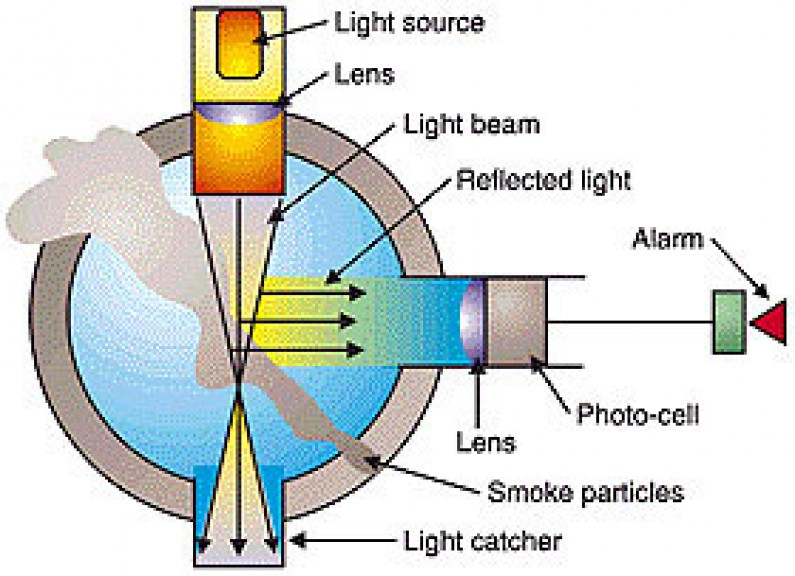 Light source
Lens
Light beam
Reflected light
Alarm
Photo-cell
Lens
Smoke particles
Light catcher